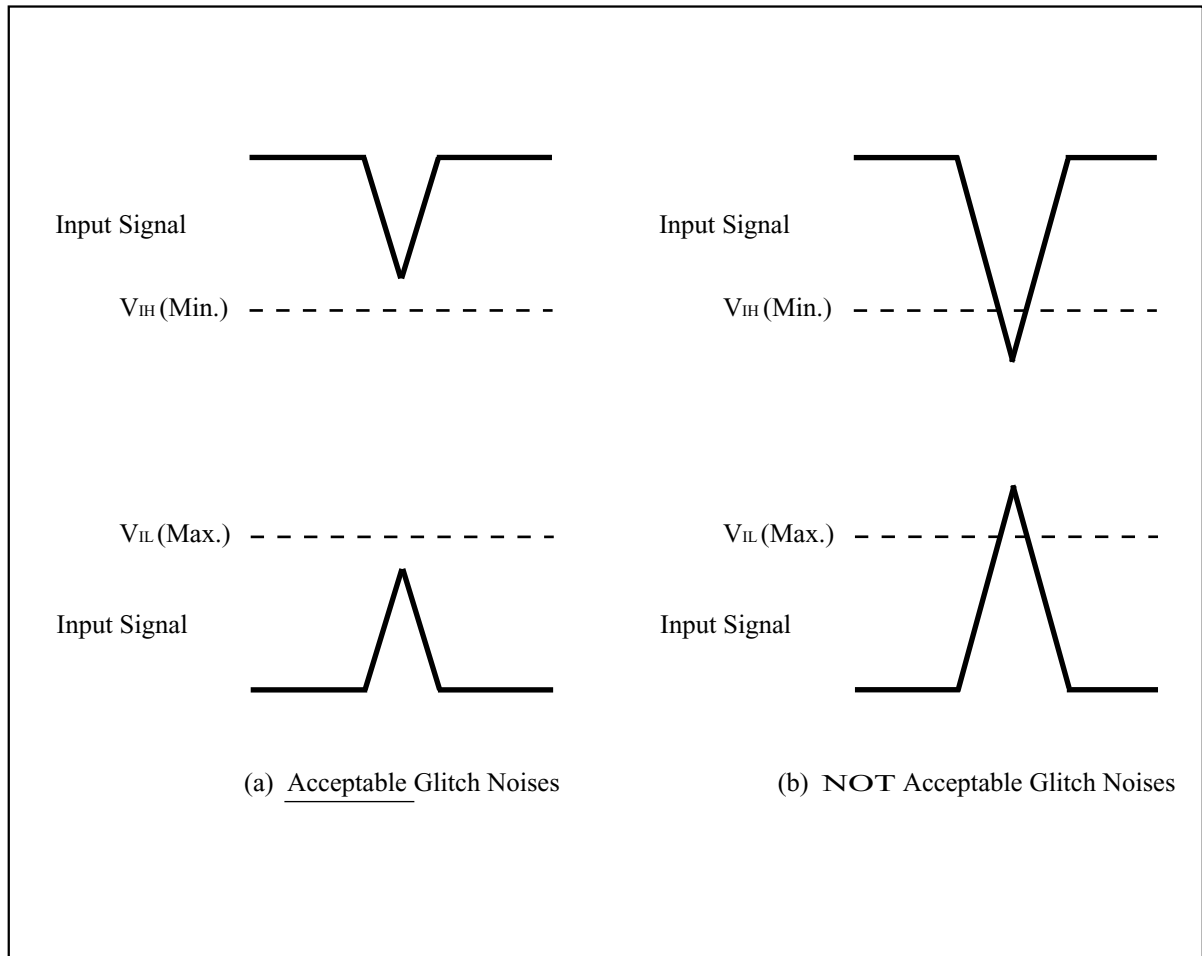 Input Signal
Input Signal
VIH (Min.)
VIH (Min.)
VIL (Max.)
VIL (Max.)
Input Signal
Input Signal
(a) Acceptable Glitch Noises
(b) NOT Acceptable Glitch Noises